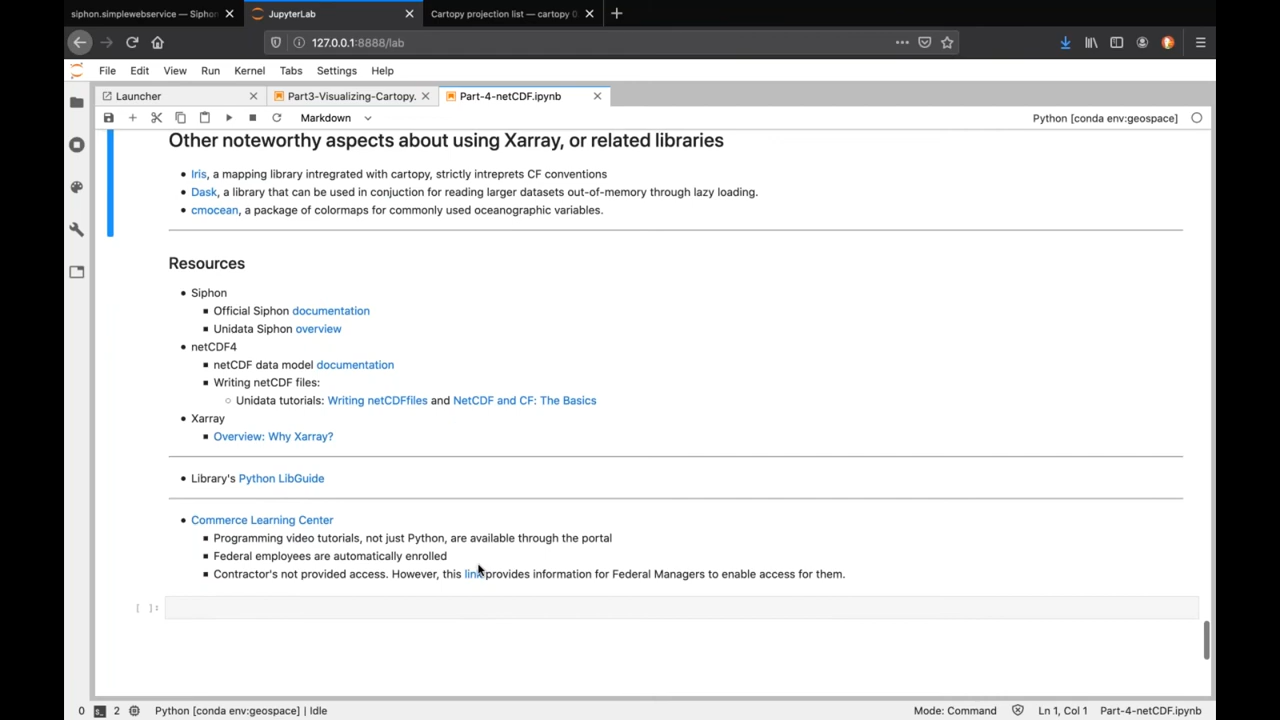 siphon.simplewebservice — Siphon
JupyterLab
Cartopy projection list — cartopy 0
127.0.0.1:8888/lab
File Edit View Run Kernel Tabs Settings Help
Launcher
Part3-Visualizing-Cartopy.
Part-4-netCDF.ipynb
Markdown
Python [conda env:geospace]
Other noteworthy aspects about using Xarray, or related libraries
Iris, a mapping library intregrated with cartopy, strictly intreprets CF conventions
Dask, a library that can be used in conjuction for reading larger datasets out-of-memory through lazy loading.
cmocean, a package of colormaps for commonly used oceanographic variables.
Resources
Siphon
Official Siphon documentation
Unidata Siphon overview
netCDF4
netCDF data model documentation
Writing netCDF files:
Unidata tutorials: Writing netCDFfiles and NetCDF and CF: The Basics
Xarray
Overview: Why Xarray?
Library's Python LibGuide
Commerce Learning Center
Programming video tutorials, not just Python, are available through the portal
Federal employees are automatically enrolled
Contractor's not provided access. However, this link provides information for Federal Managers to enable access for them.
[ ]:
0 2 Python [conda env:geospace] | Idle Mode: Command Ln 1, Col 1 Part-4-netCDF.ipynb